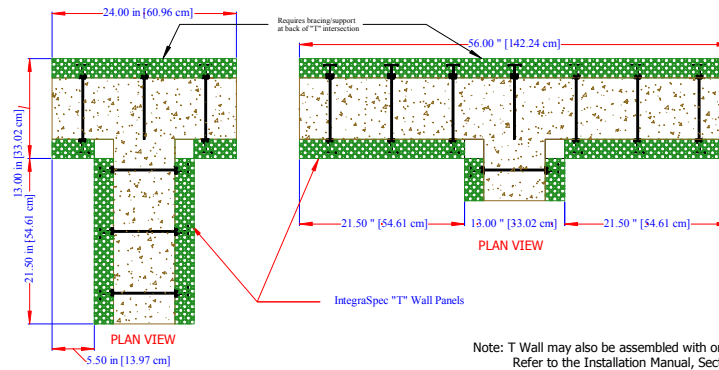 24.00 in [60.96 cm]
Requires bracing/support
at back of "T" intersection
56.00 " [142.24 cm]
13.00 in [33.02 cm]
21.50 in [54.61 cm]
21.50 " [54.61 cm]
13.00 " [33.02 cm]
21.50 " [54.61 cm]
PLAN VIEW
IntegraSpec "T" Wall Panels
PLAN VIEW
5.50 in [13.97 cm]
Note: T Wall may also be assembled with or
Refer to the Installation Manual, Sect